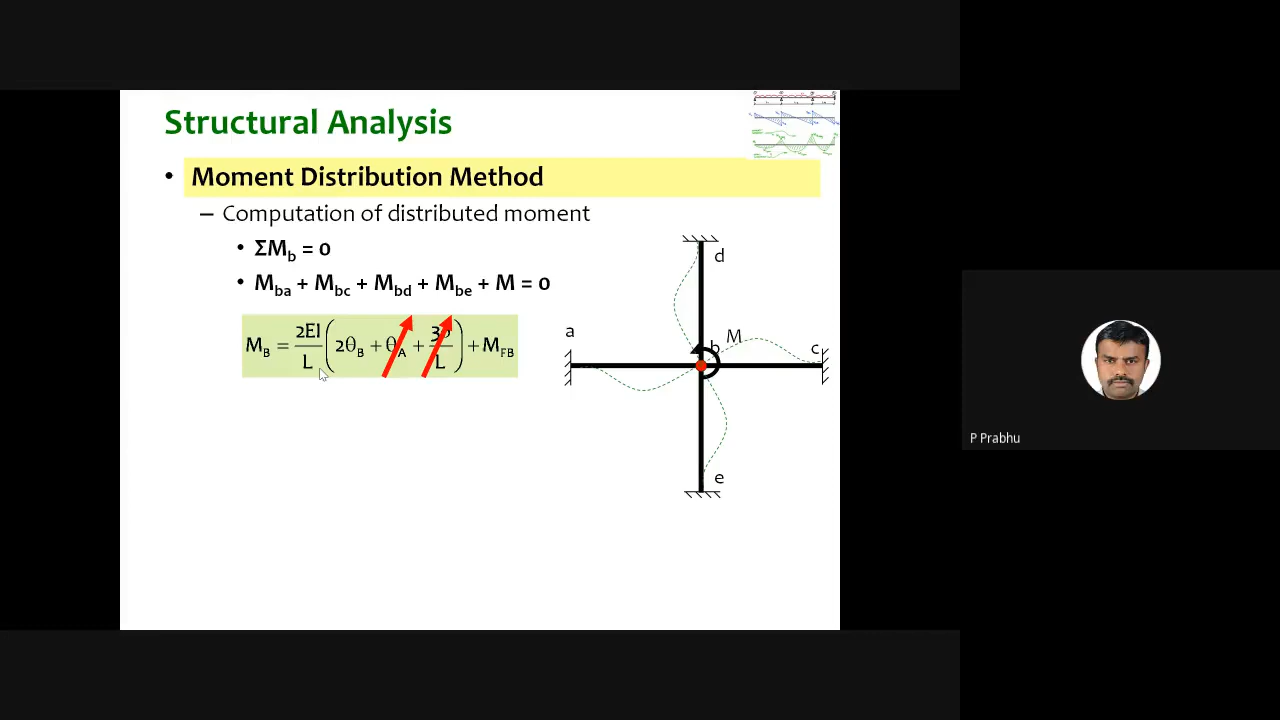 Structural Analysis
• Moment Distribution Method
– Computation of distributed moment
• ΣM_b = 0
• M_ba + M_bc + M_bd + M_be + M = 0
M_B = 2EI/L (2θ_B + θ_A + 3δ/L) + M_FB
d
a
M
b
c
e
P Prabhu